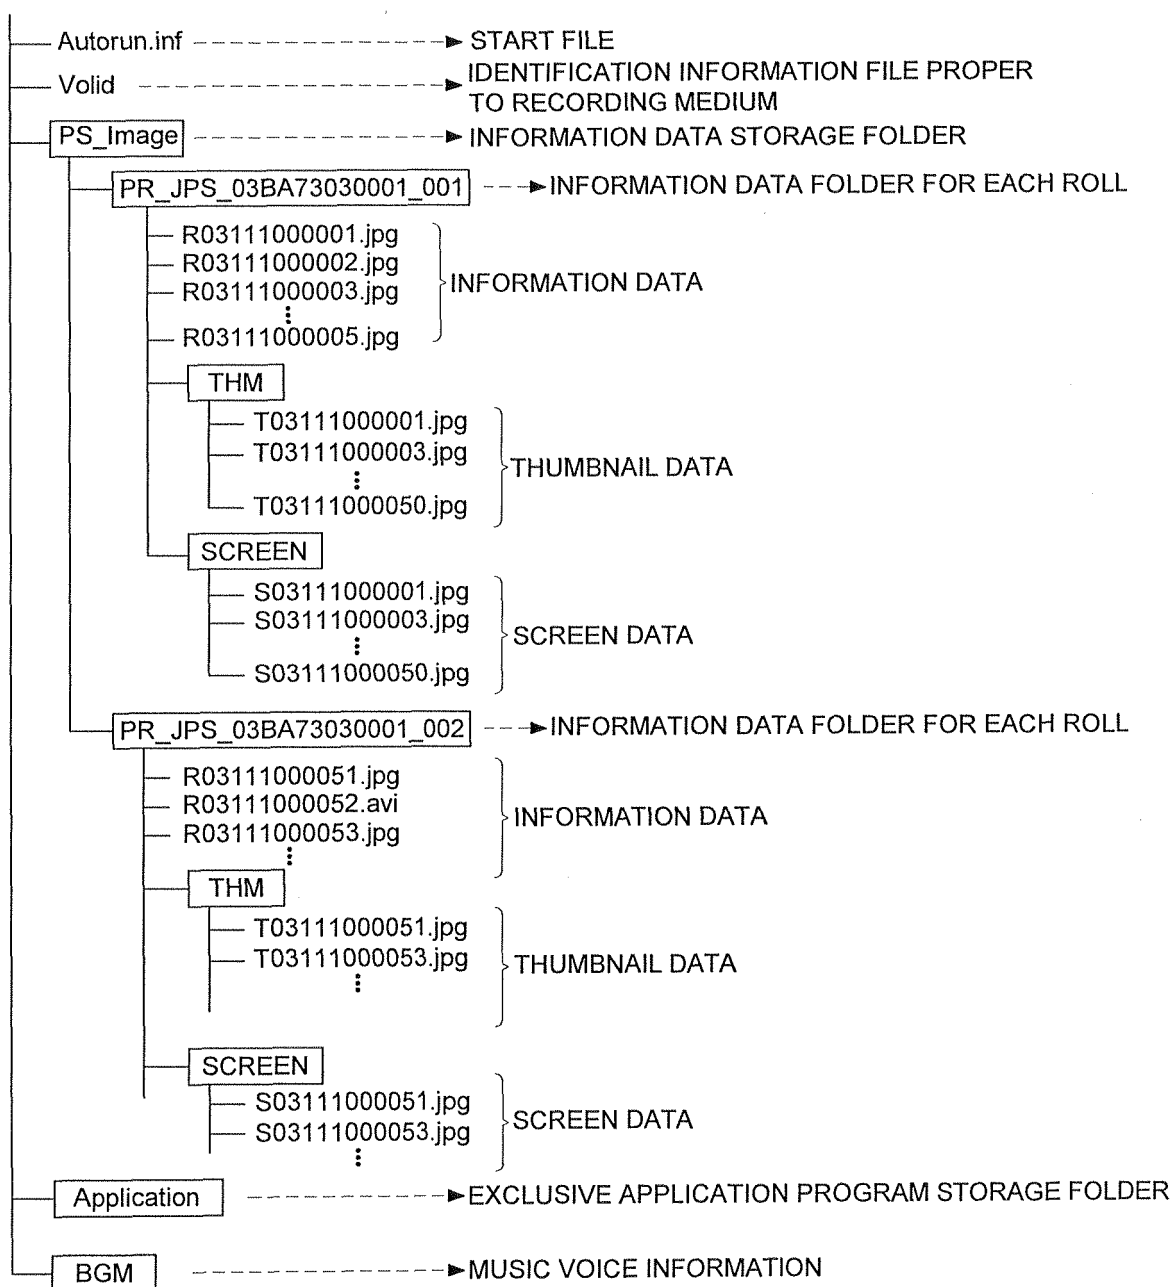 Autorun.inf START FILE
Volid IDENTIFICATION INFORMATION FILE PROPER
TO RECORDING MEDIUM
PS_Image INFORMATION DATA STORAGE FOLDER
PR_JPS_03BA73030001_001 INFORMATION DATA FOLDER FOR EACH ROLL
R03111000001.jpg
R03111000002.jpg
R03111000003.jpg
INFORMATION DATA
R03111000005.jpg
THM
T03111000001.jpg
T03111000003.jpg
THUMBNAIL DATA
T03111000050.jpg
SCREEN
S03111000001.jpg
S03111000003.jpg
SCREEN DATA
S03111000050.jpg
PR_JPS_03BA73030001_002 INFORMATION DATA FOLDER FOR EACH ROLL
R03111000051.jpg
R03111000052.avi
R03111000053.jpg
INFORMATION DATA
THM
T03111000051.jpg
T03111000053.jpg
THUMBNAIL DATA
SCREEN
S03111000051.jpg
S03111000053.jpg
SCREEN DATA
Application EXCLUSIVE APPLICATION PROGRAM STORAGE FOLDER
BGM MUSIC VOICE INFORMATION